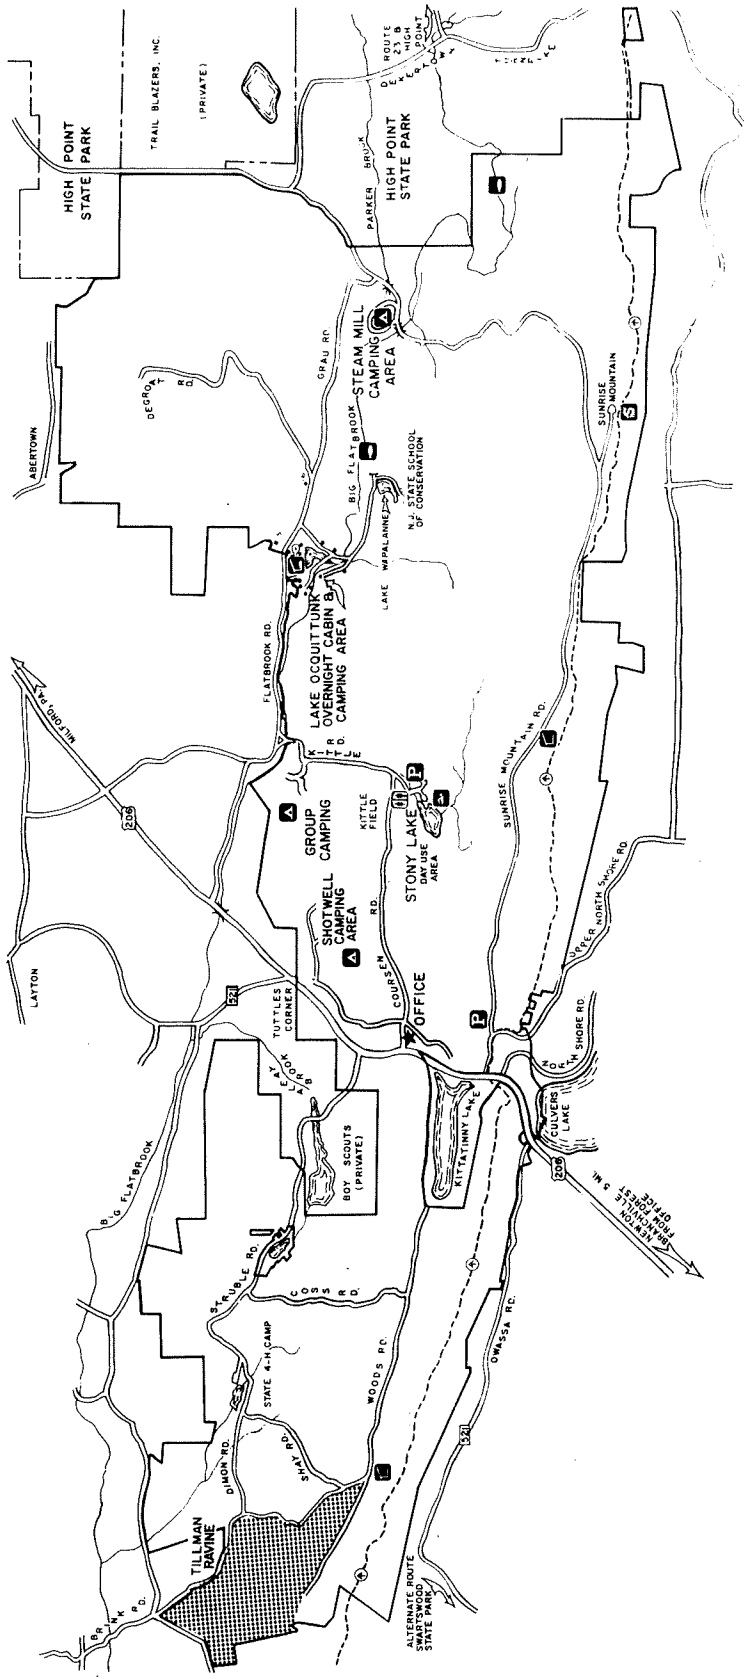 TRAIL BLAZERS, INC.
(PRIVATE)
HIGH POINT
STATE PARK
ROUTE
23 &
HIGH
POINT
DECKERTOWN
TURNPIKE
PARKER BROOK
HIGH POINT
STATE PARK
ABERTOWN
DEGROAT
RD.
GRAU RD.
STEAM MILL
CAMPING
AREA
SUNRISE
MOUNTAIN
S
BIG FLATBROOK
N.J. STATE SCHOOL
OF CONSERVATION
LAKE WAPALANNE
LAKE OCQUITTUNK
OVERNIGHT CABIN &
CAMPING AREA
FLATBROOK RD.
MILFORD, PA.
206
KITTLE
RD.
GROUP
CAMPING
KITTLE
FIELD
P
STONY LAKE
DAY USE
AREA
SUNRISE MOUNTAIN RD.
UPPER NORTH SHORE RD.
SHOTWELL
CAMPING
AREA
COURSEN RD.
LAYTON
521
TUTTLES
CORNER
OFFICE
P
NORTH SHORE RD.
CULVERS
LAKE
KITTATINNY LAKE
BOY SCOUTS
(PRIVATE)
BIG FLATBROOK
206
NEWTON
BRANCHVILLE 5 MI.
FROM FOREST
OFFICE
STRUBLE RD.
COSS RD.
STATE 4-H CAMP
WOODS RD.
OWASSA RD.
521
DIMON RD.
SHAY RD.
TILLMAN
RAVINE
BRINK RD.
ALTERNATE ROUTE
SWARTSWOOD
STATE PARK